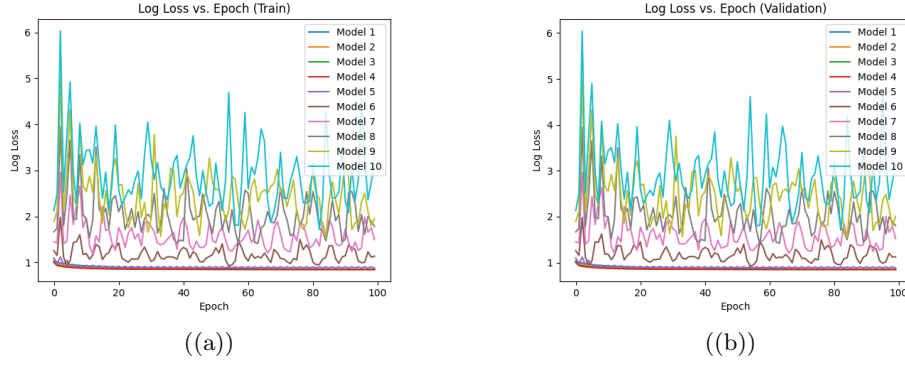 Log Loss vs. Epoch (Train)
Log Loss
6
5
4
3
2
1
0
20
40
60
80
100
Epoch
Model 1
Model 2
Model 3
Model 4
Model 5
Model 6
Model 7
Model 8
Model 9
Model 10
((a))
Log Loss vs. Epoch (Validation)
Log Loss
6
5
4
3
2
1
0
20
40
60
80
100
Epoch
Model 1
Model 2
Model 3
Model 4
Model 5
Model 6
Model 7
Model 8
Model 9
Model 10
((b))